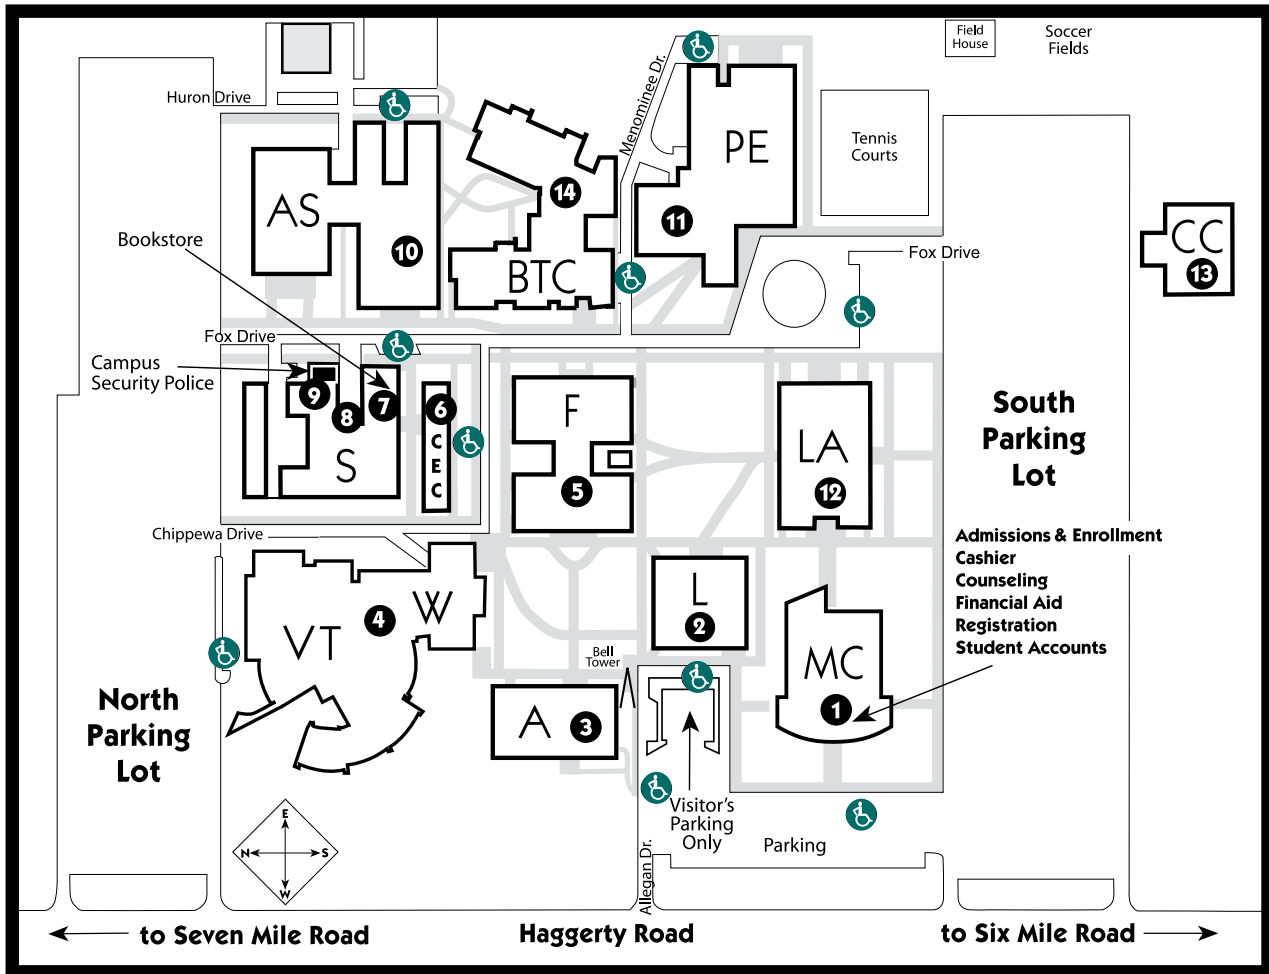 Field
House
Soccer
Fields
Menominee Dr.
Huron Drive
PE
Tennis
Courts
14
AS
11
CC
13
Bookstore
10
BTC
Fox Drive
Fox Drive
Campus
Security Police
9
8
7
6
CEC
S
F
5
LA
12
South
Parking
Lot
Chippewa Drive
Admissions & Enrollment
Cashier
Counseling
Financial Aid
Registration
Student Accounts
W
4
VT
L
2
Bell
Tower
MC
1
North
Parking
Lot
A
3
Visitor's
Parking
Only
Parking
Allegan Dr.
E
N
S
W
to Seven Mile Road
Haggerty Road
to Six Mile Road